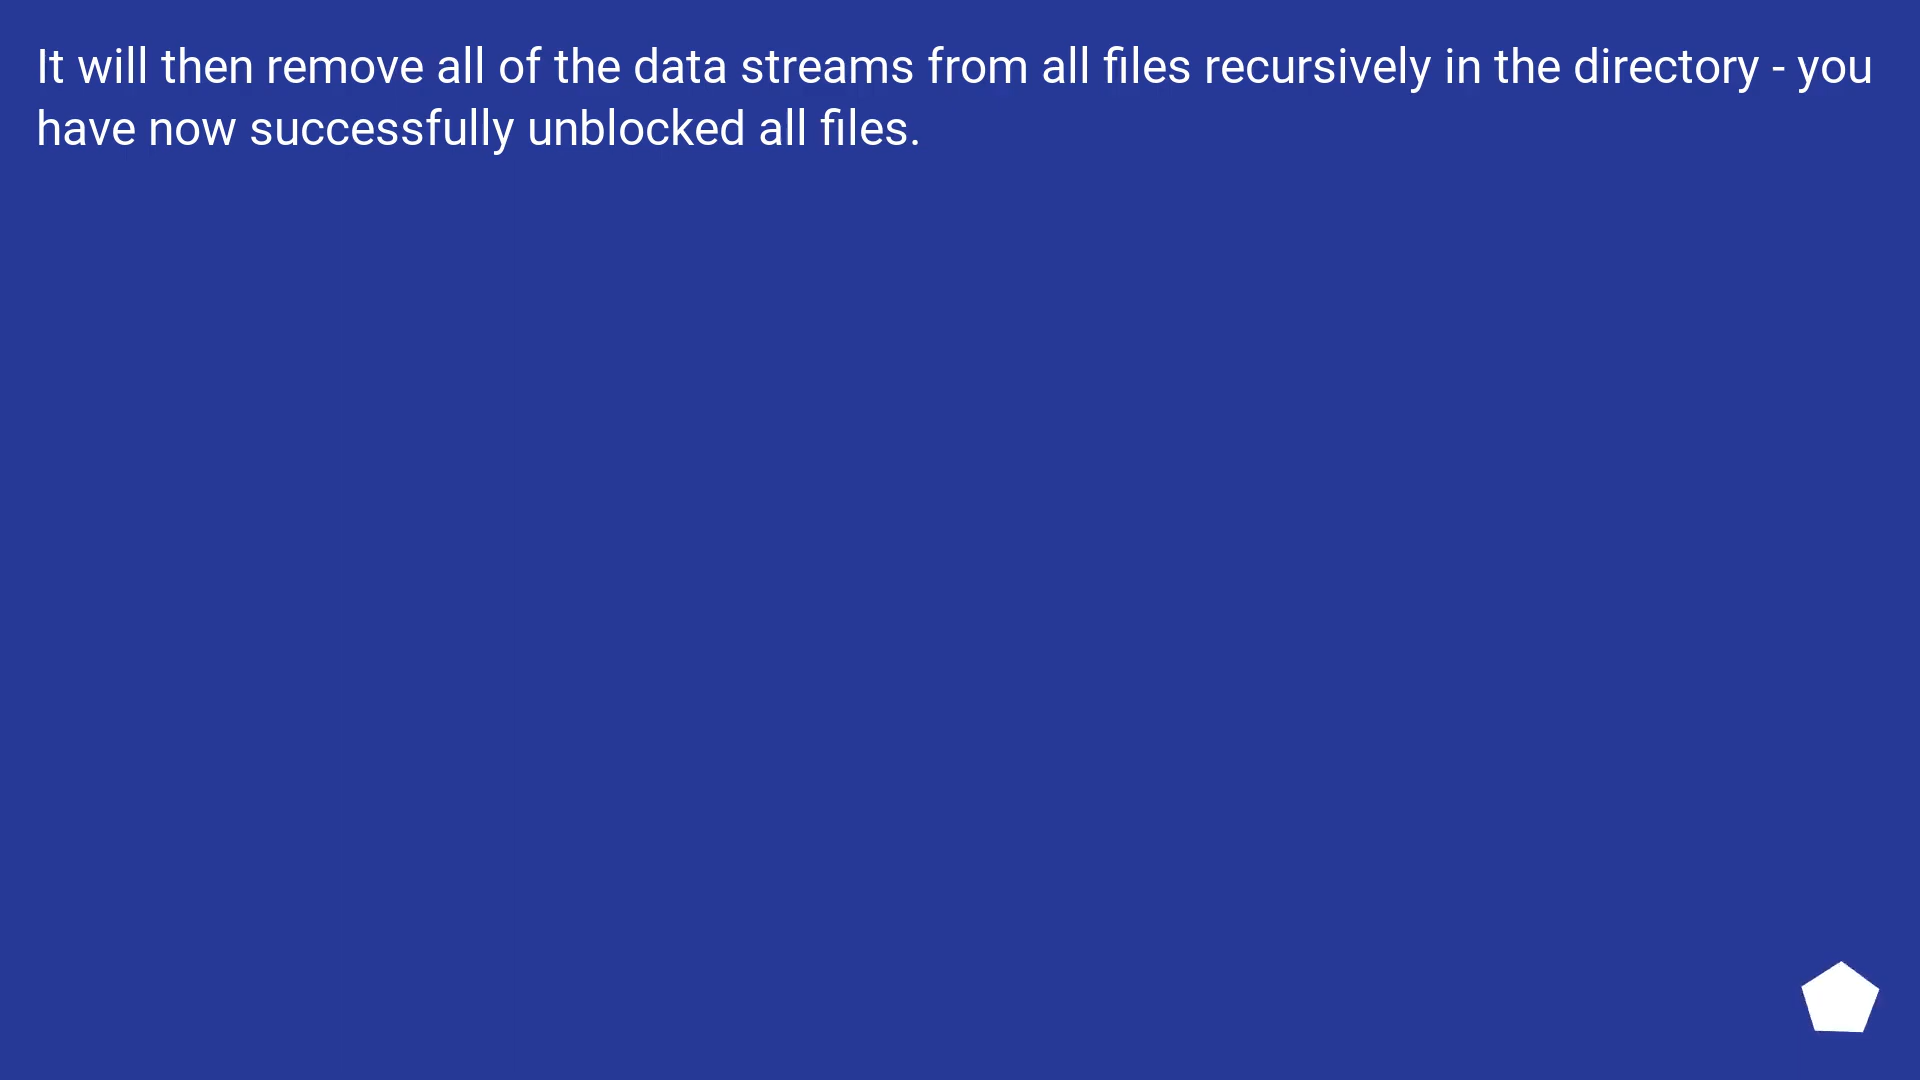 It will then remove all of the data streams from all files recursively in the directory - you
have now successfully unblocked all files.